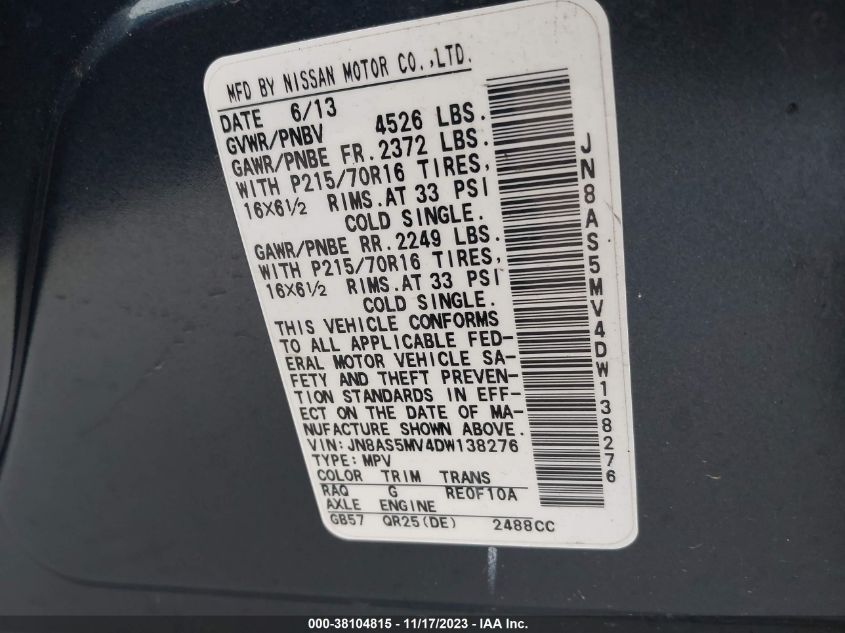 MFD BY NISSAN MOTOR CO.,LTD.
DATE 6/13
GVWR/PNBV 4526 LBS.
GAWR/PNBE FR.2372 LBS.
WITH P215/70R16 TIRES,
16X6½ RIMS.AT 33 PSI
COLD SINGLE.
GAWR/PNBE RR.2249 LBS.
WITH P215/70R16 TIRES,
16X6½ RIMS.AT 33 PSI
COLD SINGLE.
THIS VEHICLE CONFORMS
TO ALL APPLICABLE FED-
ERAL MOTOR VEHICLE SA-
FETY AND THEFT PREVEN-
TION STANDARDS IN EFF-
ECT ON THE DATE OF MA-
NUFACTURE SHOWN ABOVE.
VIN:JN8AS5MV4DW138276
TYPE:MPV
COLOR TRIM TRANS
RAQ G RE0F10A
AXLE ENGINE
GB57 QR25(DE) 2488CC
JN8AS5MV4DW138276
000-38104815 - 11/17/2023 - IAA Inc.